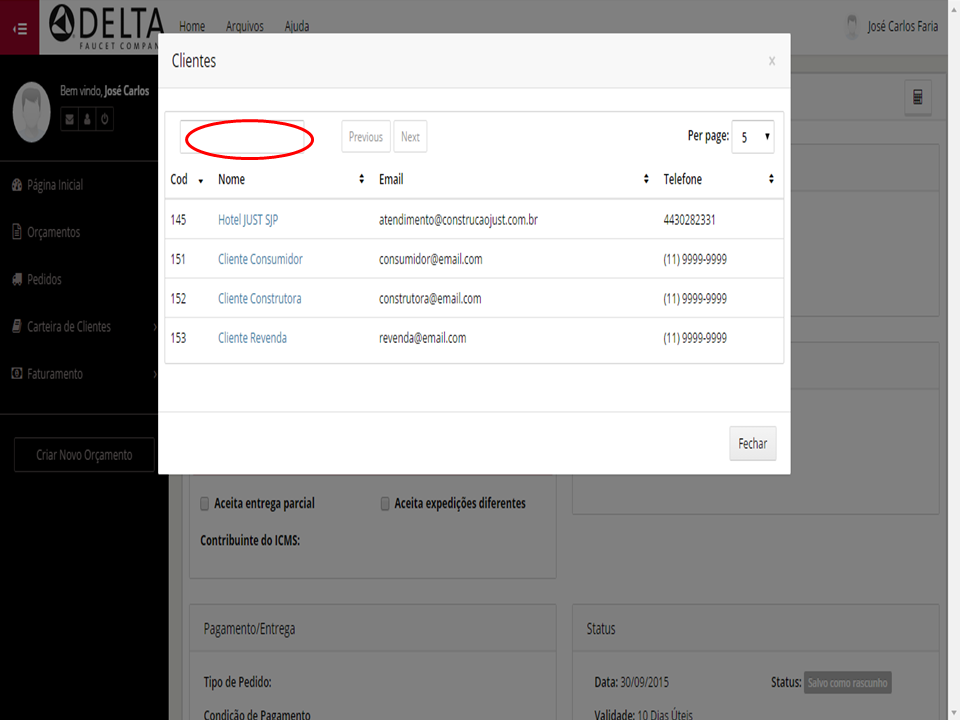 DELTA
FAUCET COMPAN
Home Arquivos Ajuda
José Carlos Faria
Bem vindo, José Carlos
Página Inicial
Orçamentos
Pedidos
Carteira de Clientes
Faturamento
Criar Novo Orçamento
Clientes
x
Previous Next
Per page: 5
Cod Nome Email Telefone
145 Hotel JUST SJP atendimento@construcaojust.com.br 4430282331
151 Cliente Consumidor consumidor@email.com (11) 9999-9999
152 Cliente Construtora construtora@email.com (11) 9999-9999
153 Cliente Revenda revenda@email.com (11) 9999-9999
Fechar
Aceita entrega parcial Aceita expedições diferentes
Contribuinte do ICMS:
Pagamento/Entrega
Tipo de Pedido:
Condição de Pagamento
Status
Data: 30/09/2015 Status: Salvo como rascunho
Validade: 10 Dias Úteis